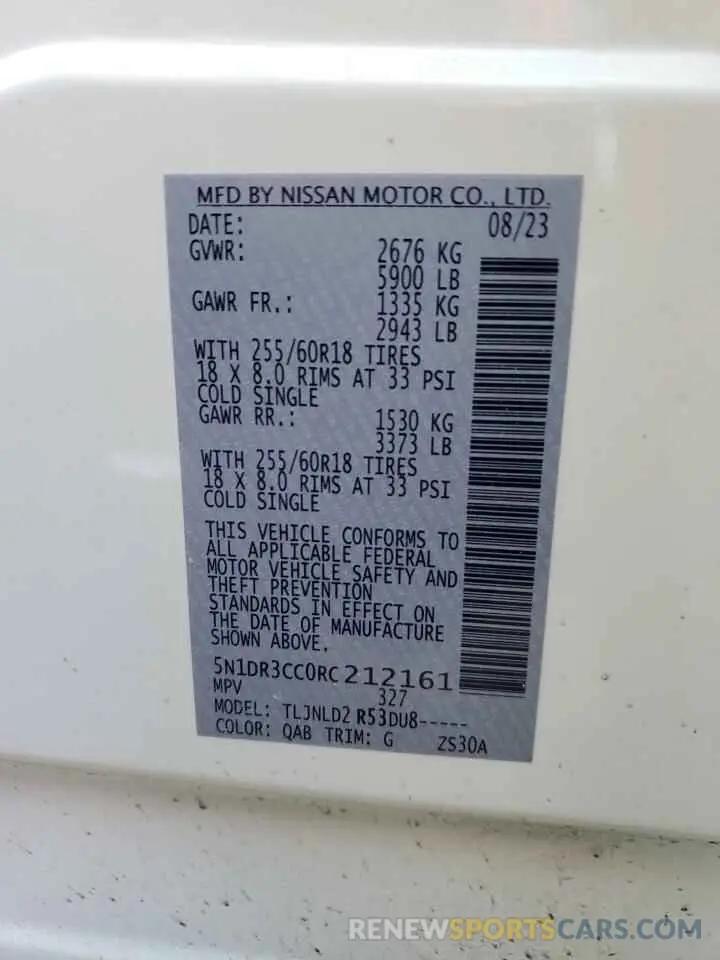 MFD BY NISSAN MOTOR CO., LTD.
DATE: 08/23
GVWR: 2676 KG
5900 LB
GAWR FR.: 1335 KG
2943 LB
WITH 255/60R18 TIRES
18 X 8.0 RIMS AT 33 PSI
COLD SINGLE
GAWR RR.: 1530 KG
3373 LB
WITH 255/60R18 TIRES
18 X 8.0 RIMS AT 33 PSI
COLD SINGLE
THIS VEHICLE CONFORMS TO
ALL APPLICABLE FEDERAL
MOTOR VEHICLE SAFETY AND
THEFT PREVENTION
STANDARDS IN EFFECT ON
THE DATE OF MANUFACTURE
SHOWN ABOVE.
5N1DR3CC0RC212161
MPV 327
MODEL: TLJNLD2 R53DU8-----
COLOR: QAB TRIM: G ZS30A
RENEWSPORTSCARS.COM